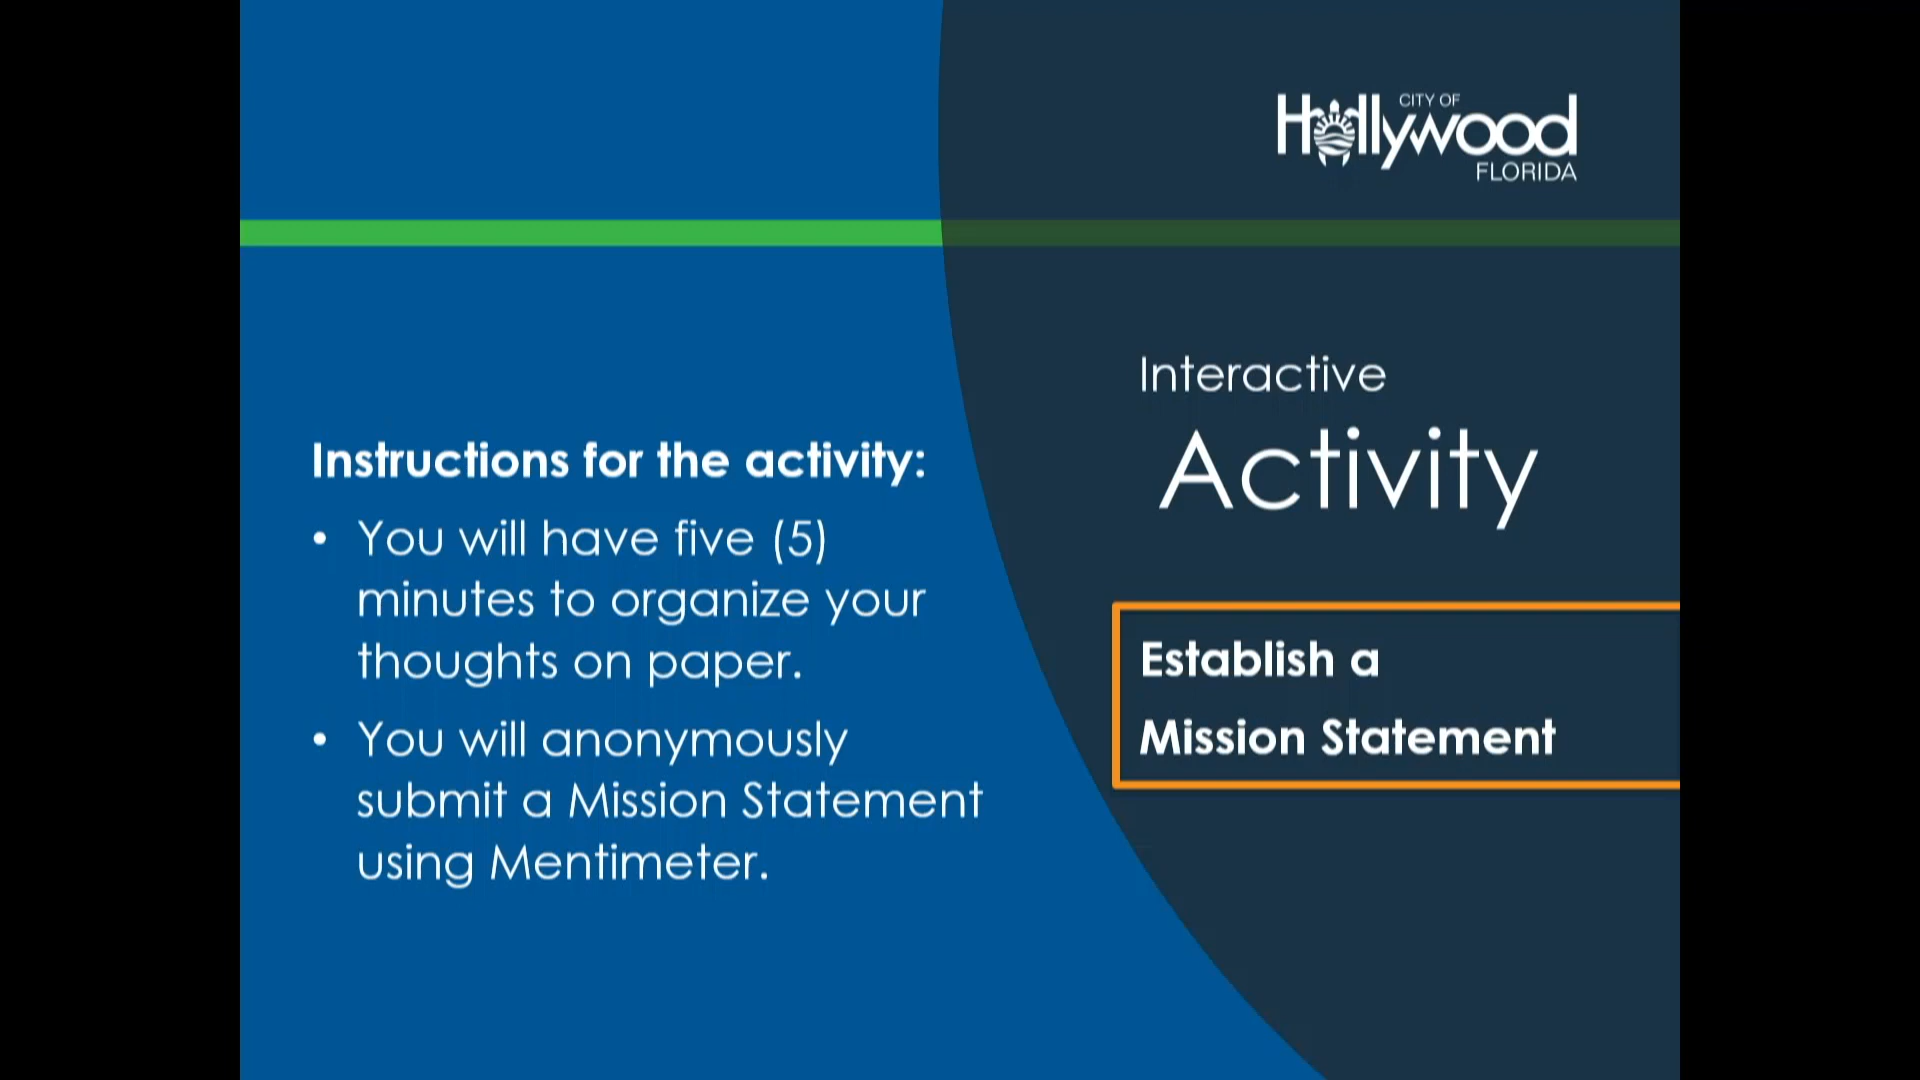 CITY OF
Hollywood
FLORIDA
Interactive
Activity
Establish a
Mission Statement
Instructions for the activity:
• You will have five (5)
minutes to organize your
thoughts on paper.
• You will anonymously
submit a Mission Statement
using Mentimeter.